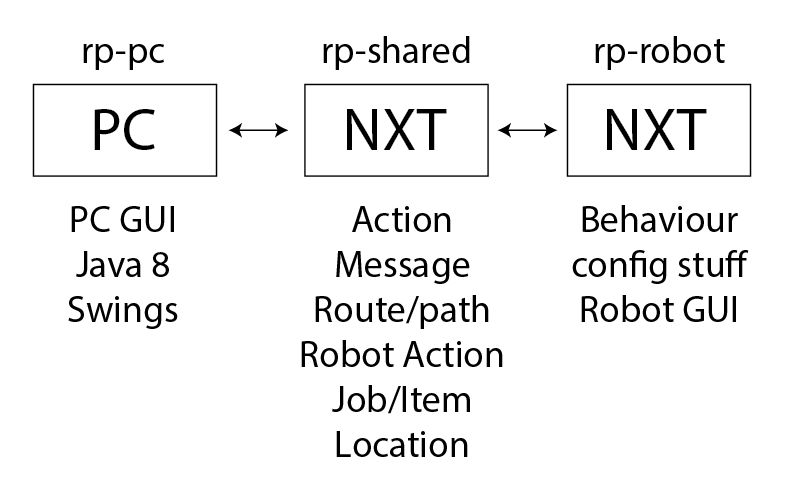 rp-pc rp-shared rp-robot
PC NXT NXT
PC GUI Action Behaviour
Java 8 Message config stuff
Swings Route/path Robot GUI
Robot Action
Job/Item
Location